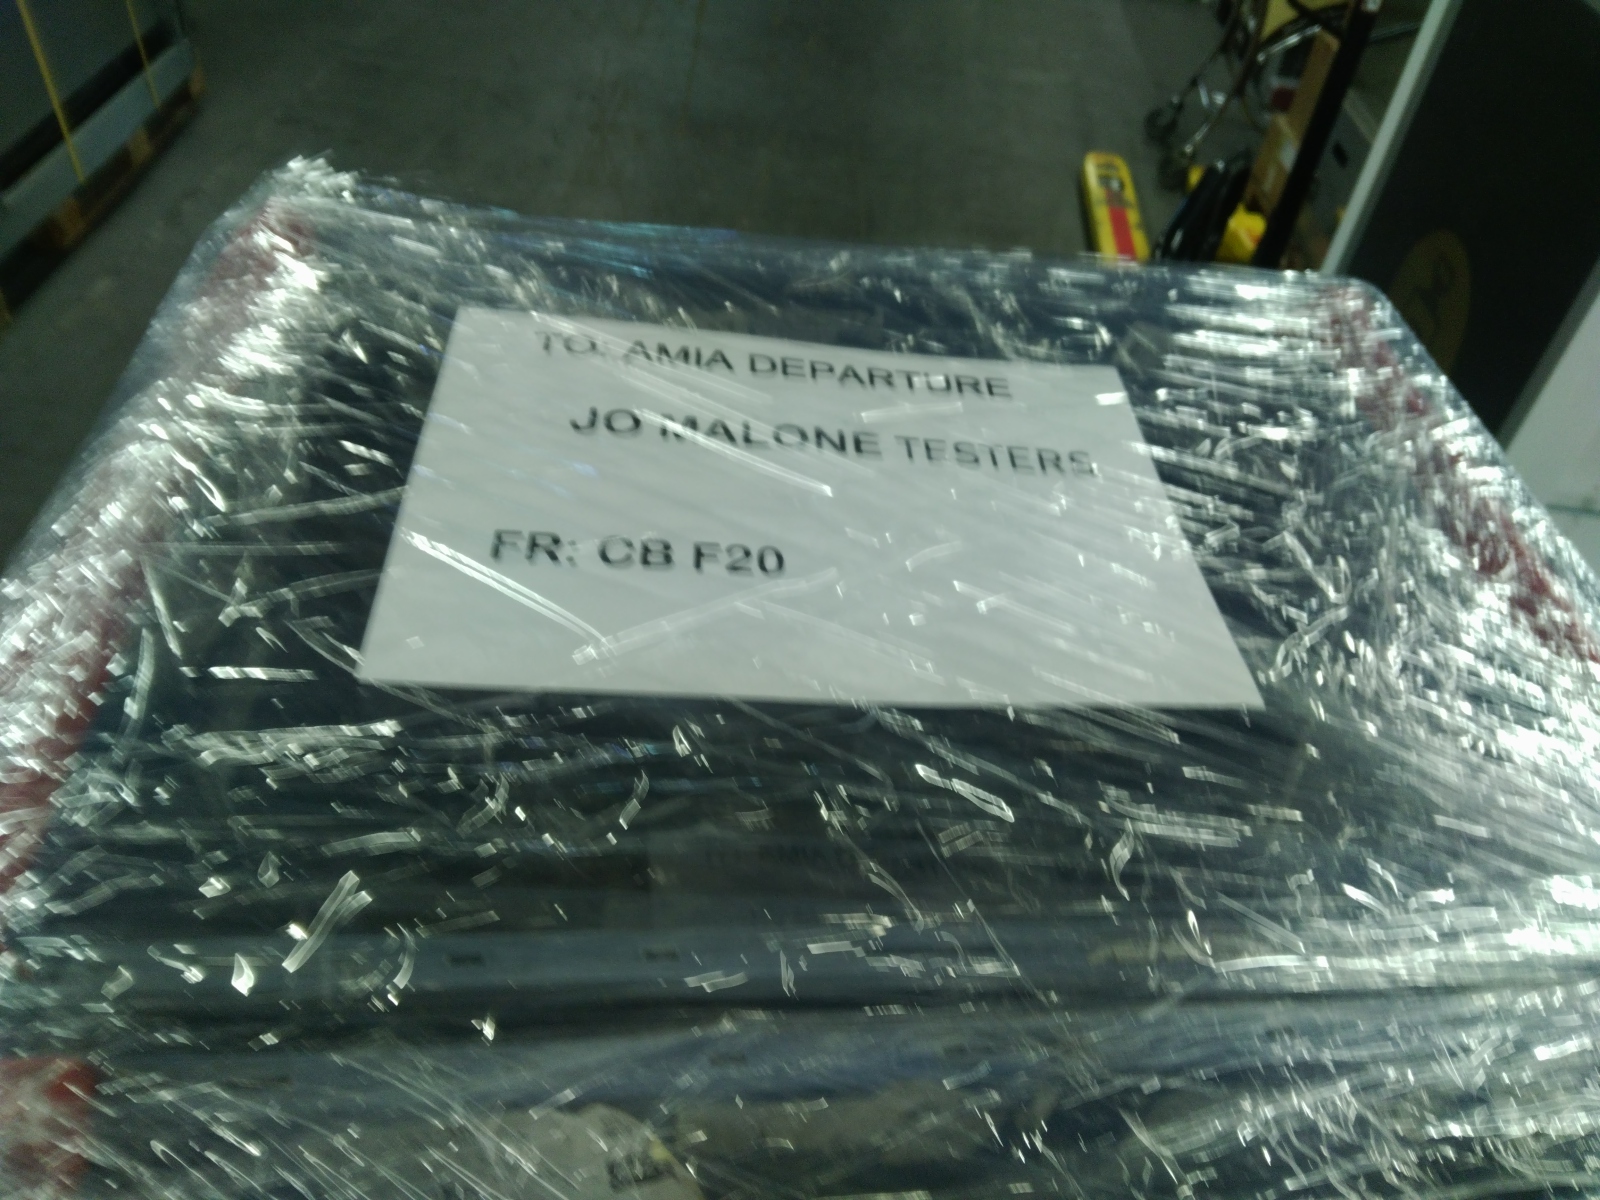 TO: AMIA DEPARTURE
JO MALONE TESTERS
FR: CB F20